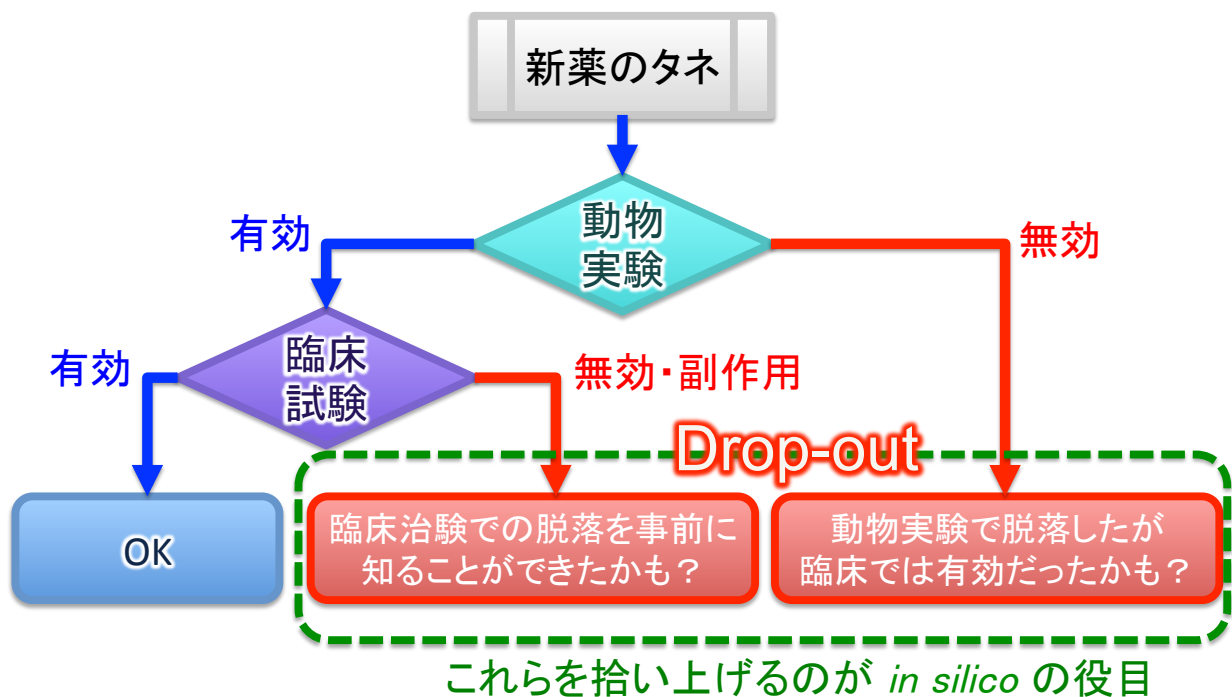 新薬のタネ
動物
実験
有効
無効
臨床
試験
有効
無効・副作用
Drop-out
OK
臨床治験での脱落を事前に
知ることができたかも？
動物実験で脱落したが
臨床では有効だったかも？
これらを拾い上げるのが in silico の役目